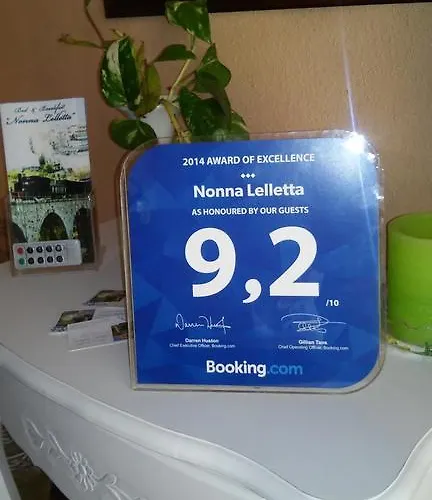 Bed & Breakfast
"Nonna Lelletta"
2014 AWARD OF EXCELLENCE
Nonna Lelletta
AS HONOURED BY OUR GUESTS
9,2
/10
Darren Huston
Chief Executive Officer, Booking.com
Gillian Tans
Chief Operating Officer, Booking.com
Booking.com